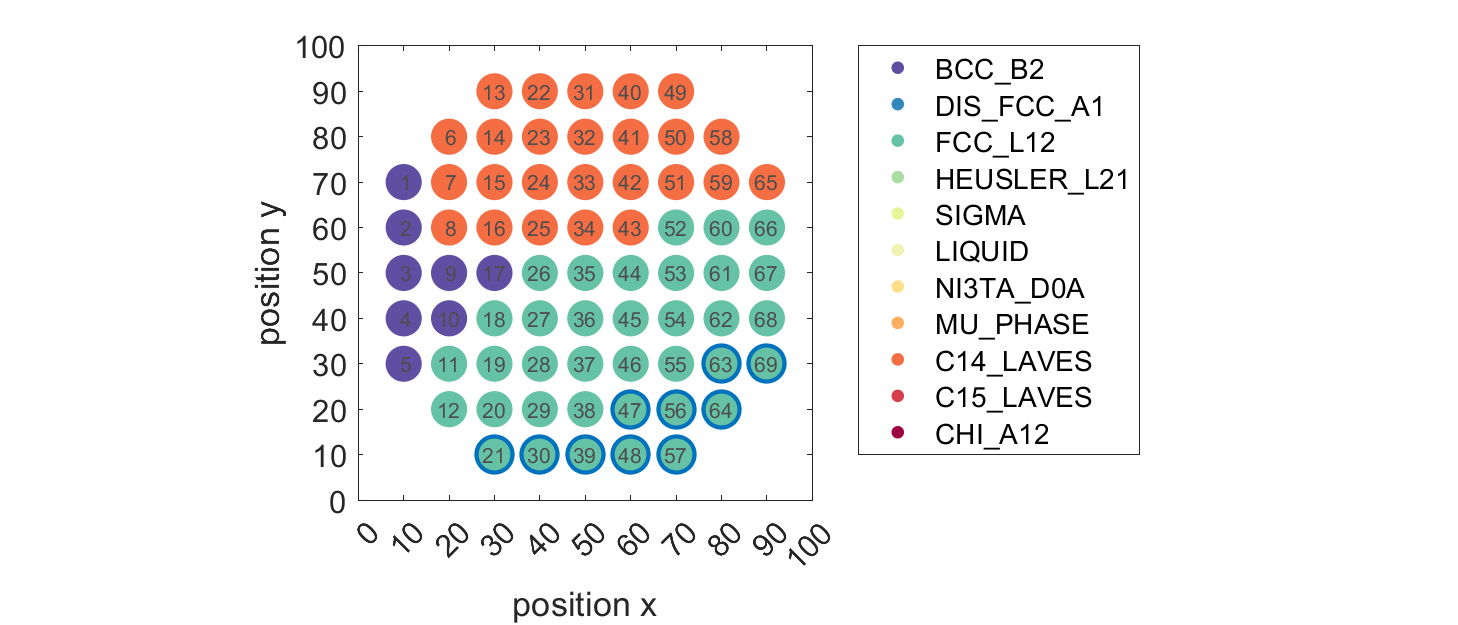 100
90 13 22 31 40 49
80 6 14 23 32 41 50 58
70 1 7 15 24 33 42 51 59 65
60 2 8 16 25 34 43 52 60 66
50 3 9 17 26 35 44 53 61 67
40 4 10 18 27 36 45 54 62 68
30 5 11 19 28 37 46 55 63 69
20 12 20 29 38 47 56 64
10 21 30 39 48 57
0
0 10 20 30 40 50 60 70 80 90 100
position x
position y
BCC_B2
DIS_FCC_A1
FCC_L12
HEUSLER_L21
SIGMA
LIQUID
NI3TA_D0A
MU_PHASE
C14_LAVES
C15_LAVES
CHI_A12